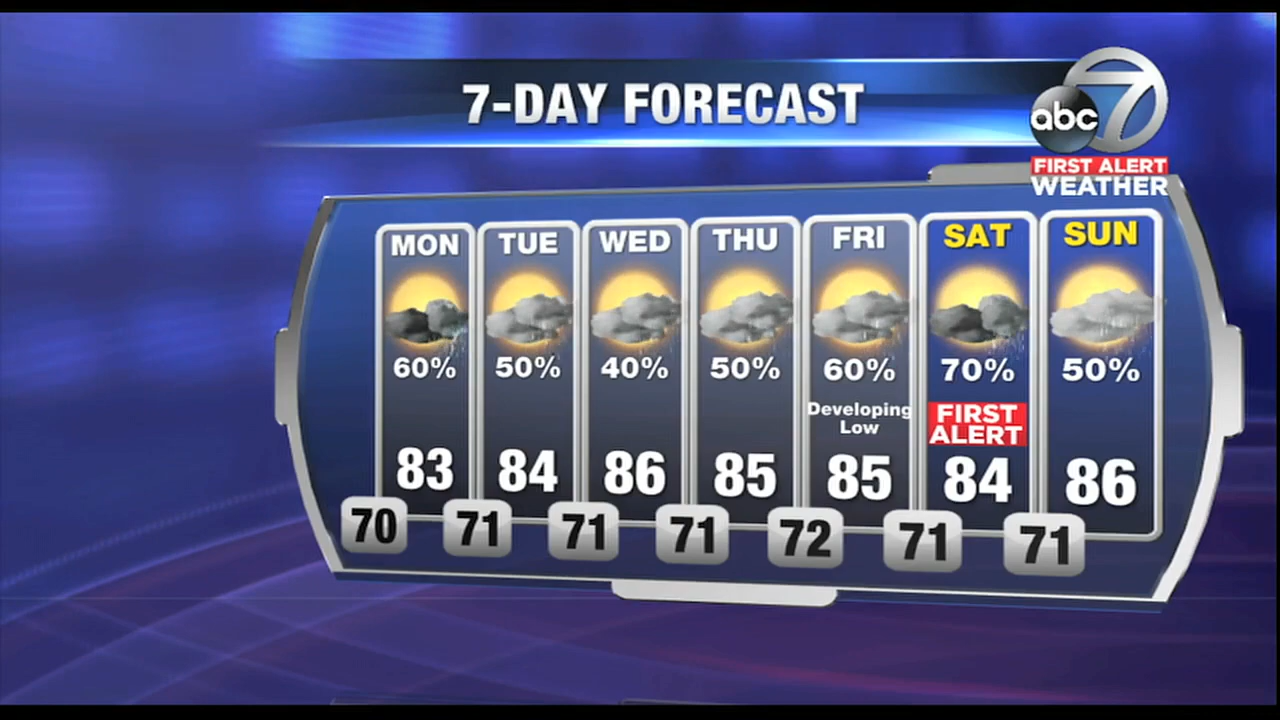 7-DAY FORECAST
abc 7
FIRST ALERT
WEATHER
MON TUE WED THU FRI SAT SUN
60% 50% 40% 50% 60% 70% 50%
Developing
Low
FIRST
ALERT
83 84 86 85 85 84 86
70 71 71 71 72 71 71